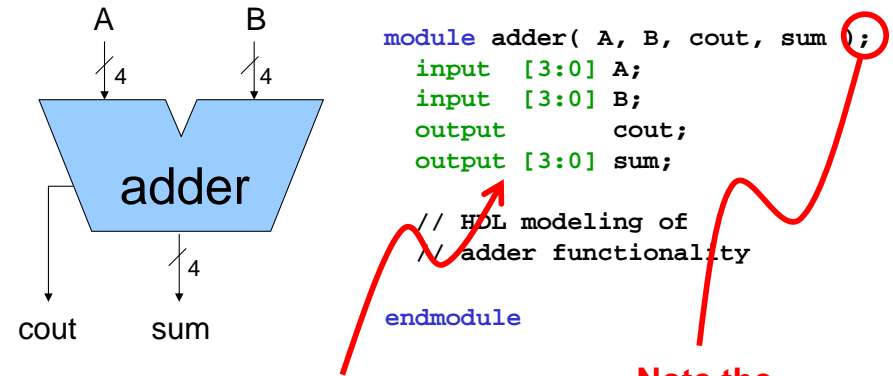 A B
4 4
adder
4
cout sum
module adder( A, B, cout, sum );
input [3:0] A;
input [3:0] B;
output cout;
output [3:0] sum;
// HDL modeling of
// adder functionality
endmodule
Note the